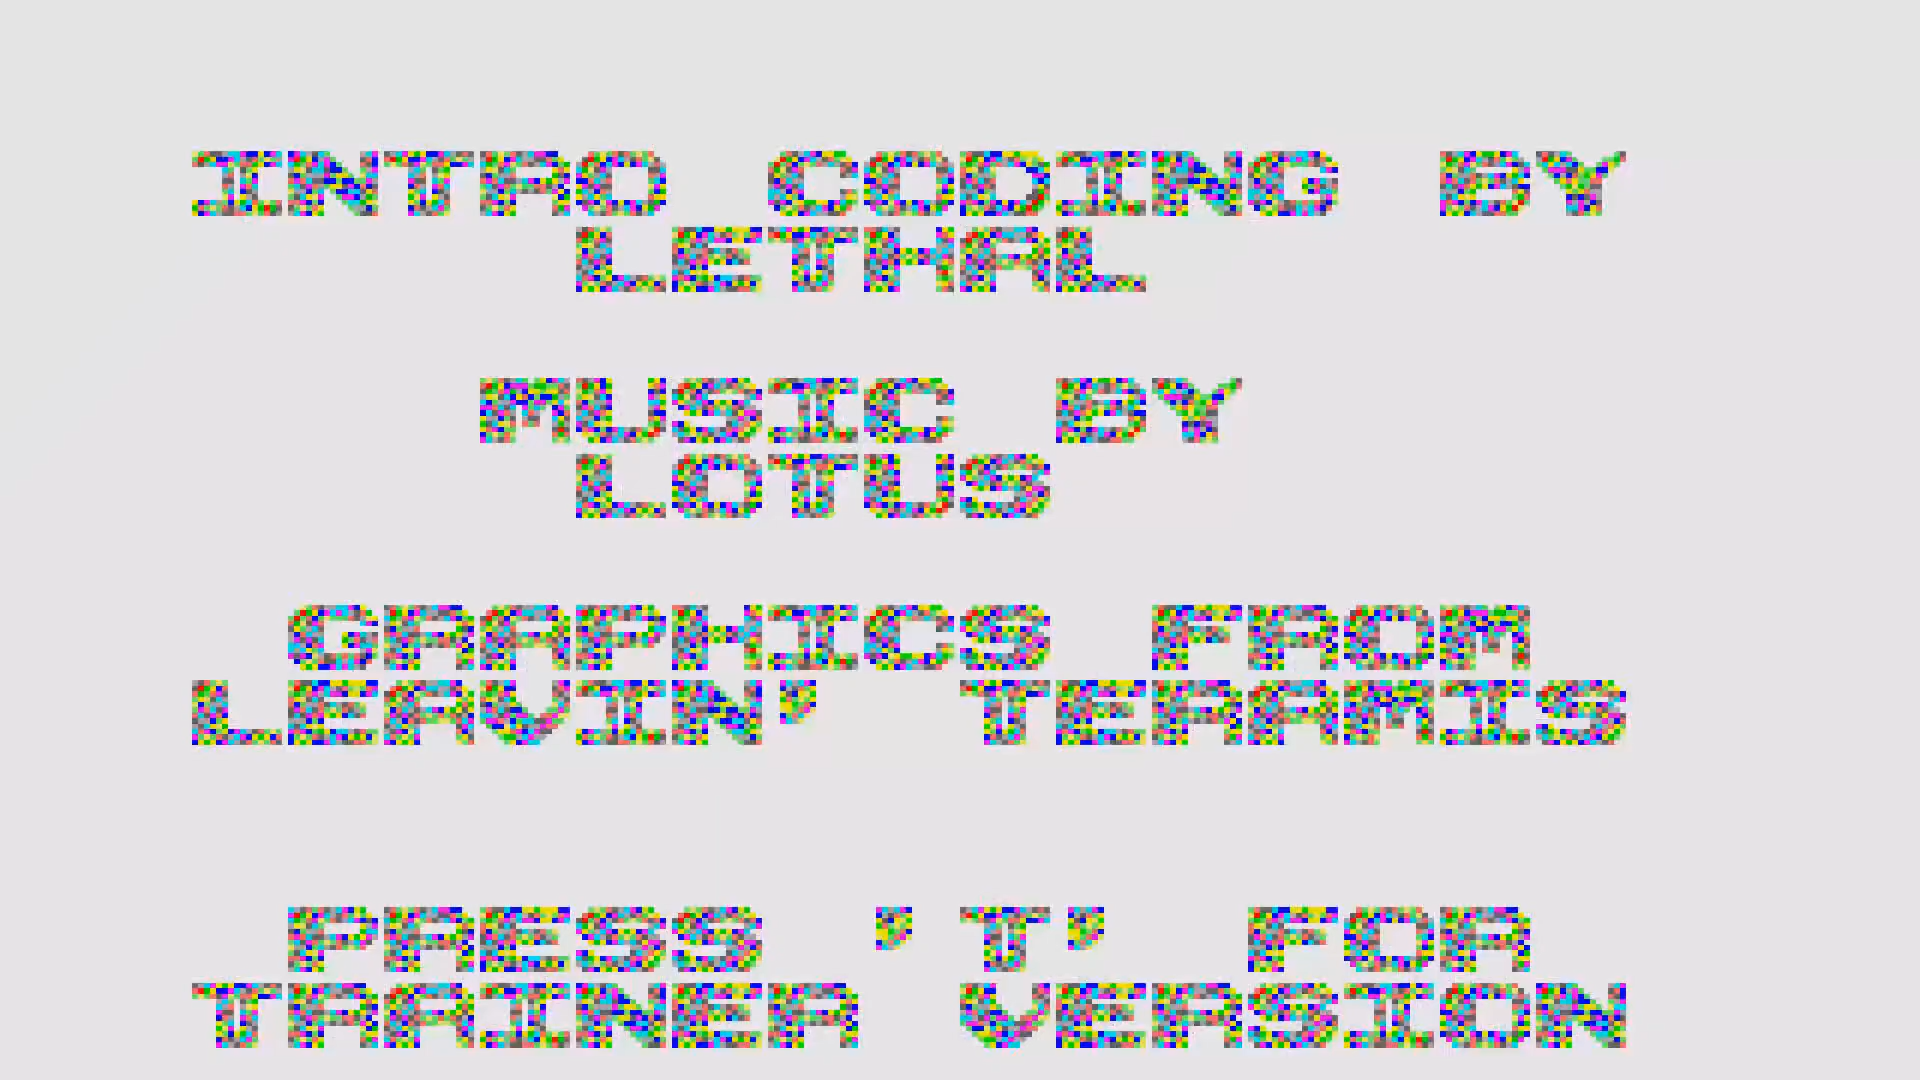 INTRO CODING BY
LETHAL
MUSIC BY
LOTUS
GRAPHICS FROM
LEAVIN' TERAMIS
PRESS 'T' FOR
TRAINER VERSION